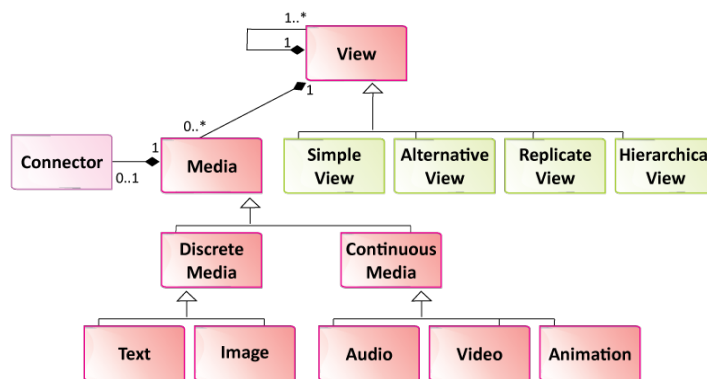 1..*
1
View
1
0..*
Connector
1
0..1
Media
Simple
View
Alternative
View
Replicate
View
Hierarchica
View
Discrete
Media
Continuous
Media
Text
Image
Audio
Video
Animation